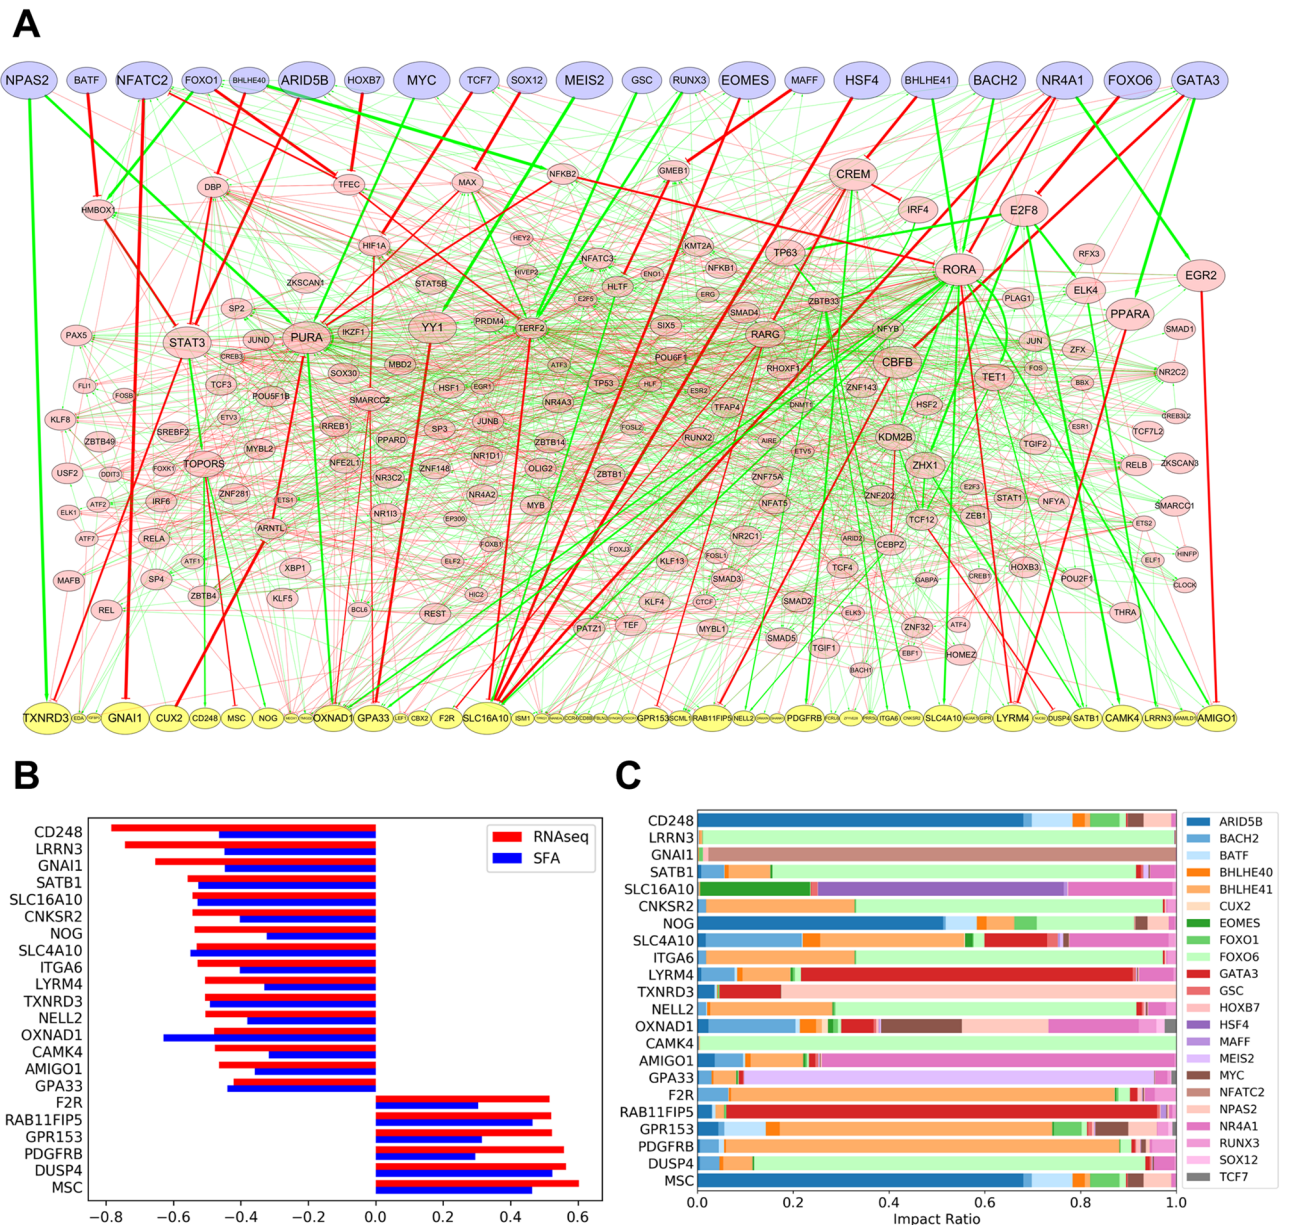 A
NPAS2 BATF NFATC2 FOXO1 BHLHE40 ARID5B HOXB7 MYC TCF7 SOX12 MEIS2 GSC RUNX3 EOMES MAFF HSF4 BHLHE41 BACH2 NR4A1 FOXO6 GATA3
DBP TFEC MAX NFKB2 GMEB1 CREM
HMBOX1 IRF4 E2F8
HIF1A HEY2 NFATC3 KMT2A TP63 RFX3
ZKSCAN1 STAT5B HIVEP2 HLTF ENO1 NFKB1 RORA EGR2
SP2 E2F5 ERG ZBTB33 PLAG1 ELK4
PAX5 STAT3 JUND PURA IKZF1 YY1 PRDM4 TERF2 SIX5 SMAD4 RARG NFYB PPARA SMAD1
CREB3 MBD2 POU6F1 CBFB JUN ZFX
FLI1 TCF3 SOX30 ATF3 RHOXF1 TET1 FOS NR2C2
FOSB POU5F1B HSF1 EGR1 TP53 HLF ESR2 ZNF143 BBX
KLF8 ETV3 SMARCC2 NR4A3 TFAP4 DNMT1 HSF2 CREB3L2
ZBTB49 SREBF2 RREB1 SP3 JUNB FOSL2 ESR1 TCF7L2
MYBL2 PPARD ZBTB14 RUNX2 AIRE KDM2B TGIF2
USF2 DDIT3 FOXK1 TOPORS NFE2L1 ZNF148 NR1D1 OLIG2 ZBTB1 ETV5 ZHX1 RELB ZKSCAN3
NR3C2 ZNF75A
ELK1 ATF2 IRF6 ZNF281 ETS1 NR1I3 NR4A2 MYB NFAT5 ZNF202 E2F3 STAT1 NFYA SMARCC1
ATF7 RELA ARNTL EP300 FOXB1 FOXJ3 NR2C1 ARID2 TCF12 ZEB1 ETS2
MAFB SP4 ATF1 XBP1 ELF2 KLF13 FOSL1 CEBPZ ELF1 HINFP
REL ZBTB4 KLF5 HIC2 SMAD3 TCF4 GABPA CREB1 HOXB3 POU2F1 CLOCK
BCL6 REST KLF4 CTCF SMAD2 ELK3 THRA
PATZ1 TEF MYBL1 SMAD5 ZNF32 ATF4
TGIF1 BACH1 EBF1 HOMEZ
TXNRD3 EDA GNAI1 CUX2 CD248 MSC NOG OXNAD1 GPA33 LEF1 CBX2 F2R SLC16A10 ISM1 GPR153 SCML1 RAB11FIP5 NELL2 PDGFRB ITGA6 CNKSR2 SLC4A10 LYRM4 DUSP4 SATB1 CAMK4 LRRN3 MAMLD1 AMIGO1
B
RNAseq
SFA
CD248
LRRN3
GNAI1
SATB1
SLC16A10
CNKSR2
NOG
SLC4A10
ITGA6
LYRM4
TXNRD3
NELL2
OXNAD1
CAMK4
AMIGO1
GPA33
F2R
RAB11FIP5
GPR153
PDGFRB
DUSP4
MSC
−0.8 −0.6 −0.4 −0.2 0.0 0.2 0.4 0.6
C
CD248
LRRN3
GNAI1
SATB1
SLC16A10
CNKSR2
NOG
SLC4A10
ITGA6
LYRM4
TXNRD3
NELL2
OXNAD1
CAMK4
AMIGO1
GPA33
F2R
RAB11FIP5
GPR153
PDGFRB
DUSP4
MSC
0.0 0.2 0.4 0.6 0.8 1.0
Impact Ratio
ARID5B
BACH2
BATF
BHLHE40
BHLHE41
CUX2
EOMES
FOXO1
FOXO6
GATA3
GSC
HOXB7
HSF4
MAFF
MEIS2
MYC
NFATC2
NPAS2
NR4A1
RUNX3
SOX12
TCF7